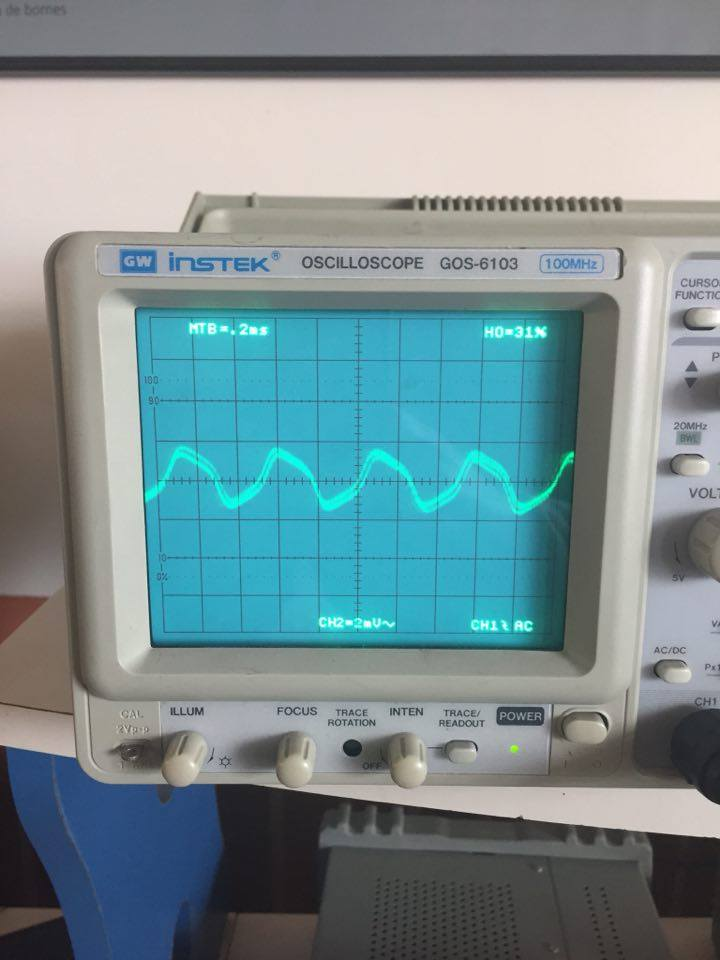 de bornes
GW INSTEK® OSCILLOSCOPE GOS-6103 100MHz
MTB=.2ms HO=31%
100
90
10
0%
CH2=2mV~ CH1 AC
CURSO
FUNCTIO
P
20MHz
BWL
VOLT
5V
VA
AC/DC
Px1
CH1
CAL
2Vp-p
ILLUM
FOCUS
TRACE
ROTATION
INTEN
OFF
TRACE/
READOUT
POWER